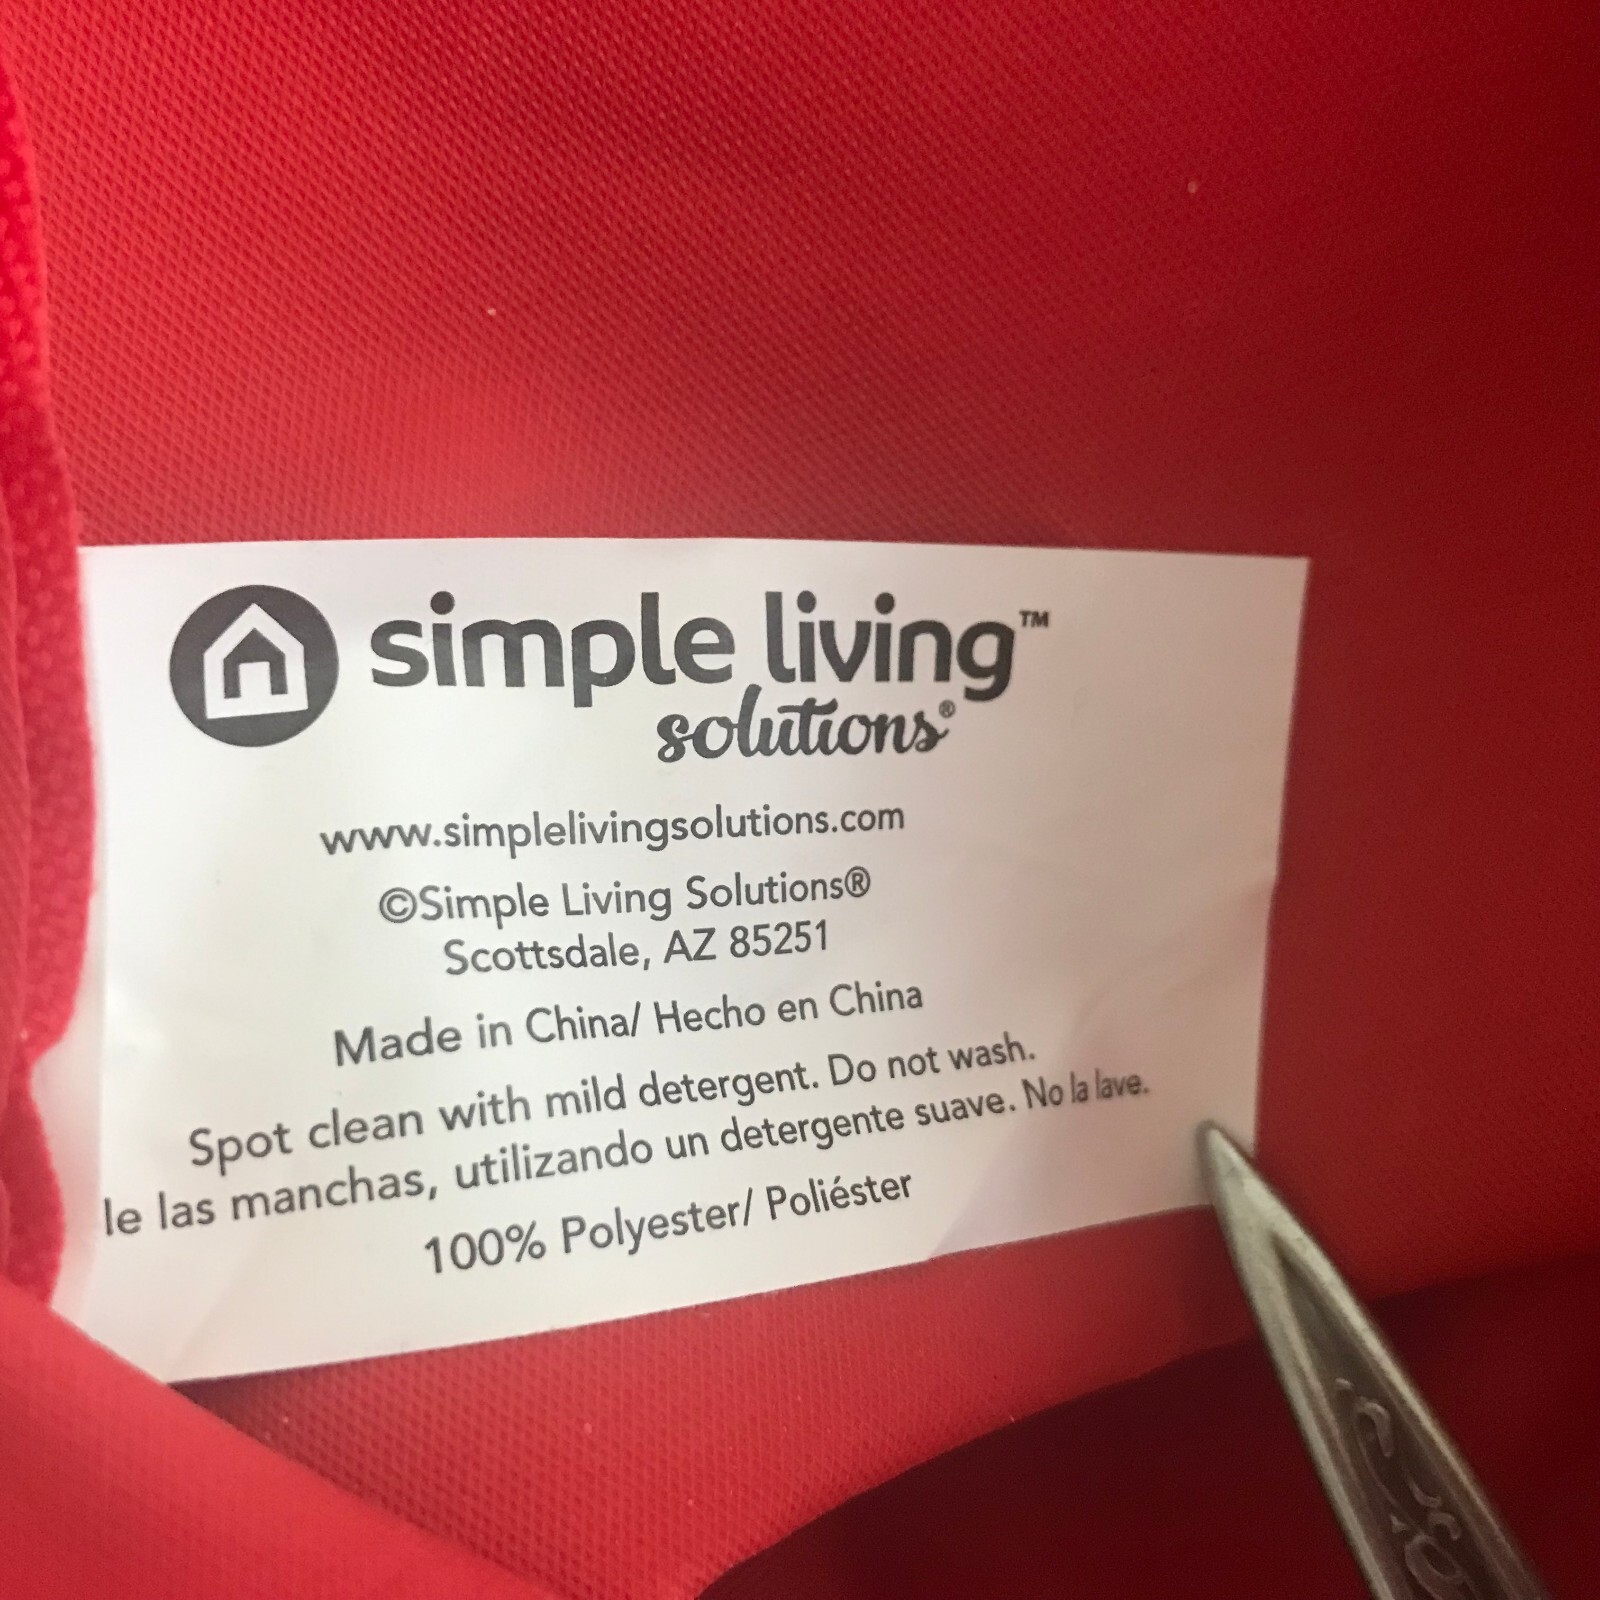 simple living™
solutions®
www.simplelivingsolutions.com
©Simple Living Solutions®
Scottsdale, AZ 85251
Made in China/ Hecho en China
Spot clean with mild detergent. Do not wash.
le las manchas, utilizando un detergente suave. No la lave.
100% Polyester/ Poliéster